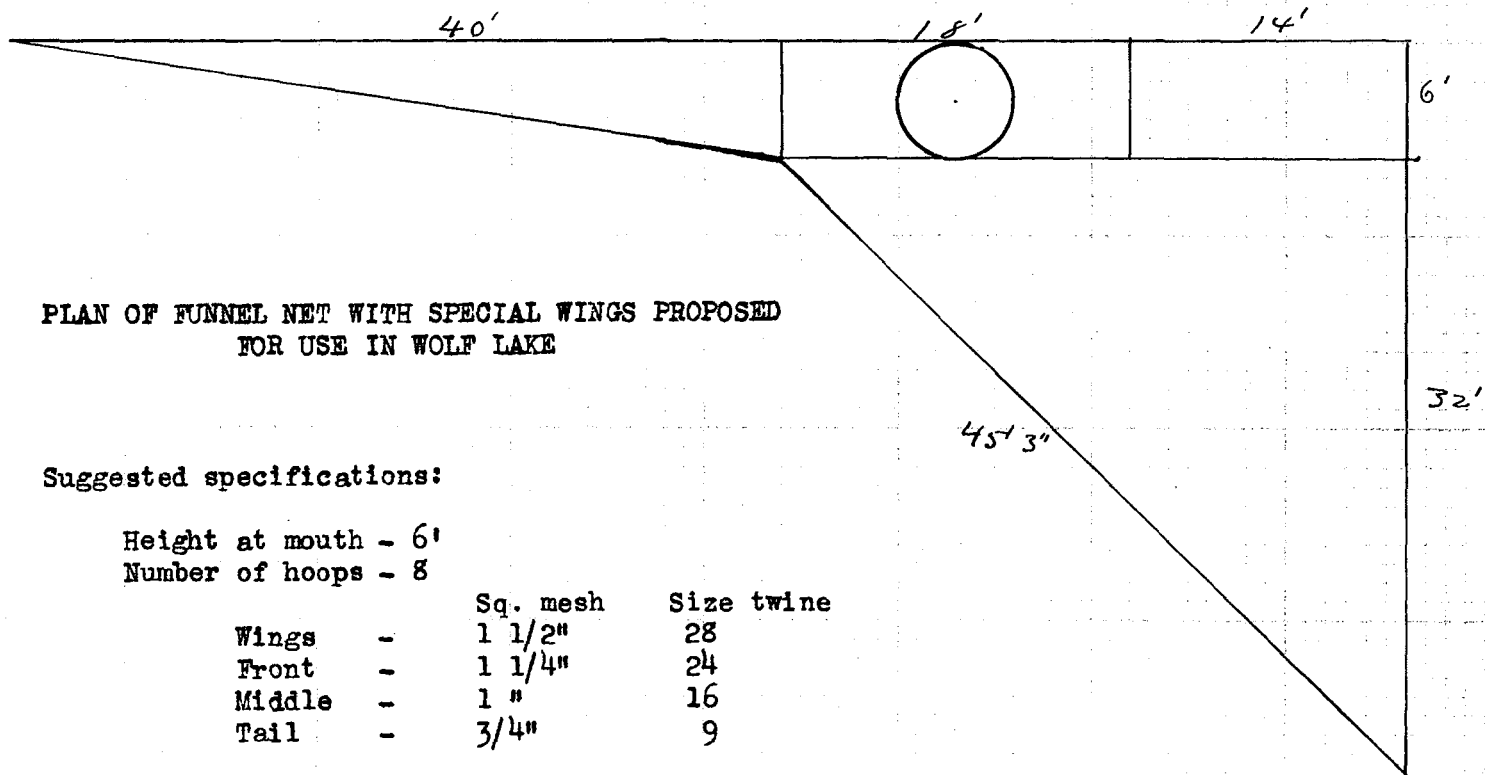 40' 18' 14'
6'
PLAN OF FUNNEL NET WITH SPECIAL WINGS PROPOSED
FOR USE IN WOLF LAKE
32'
45' 3"
Suggested specifications:
Height at mouth - 6'
Number of hoops - 8
Sq. mesh Size twine
Wings - 1 1/2" 28
Front - 1 1/4" 24
Middle - 1 " 16
Tail - 3/4" 9